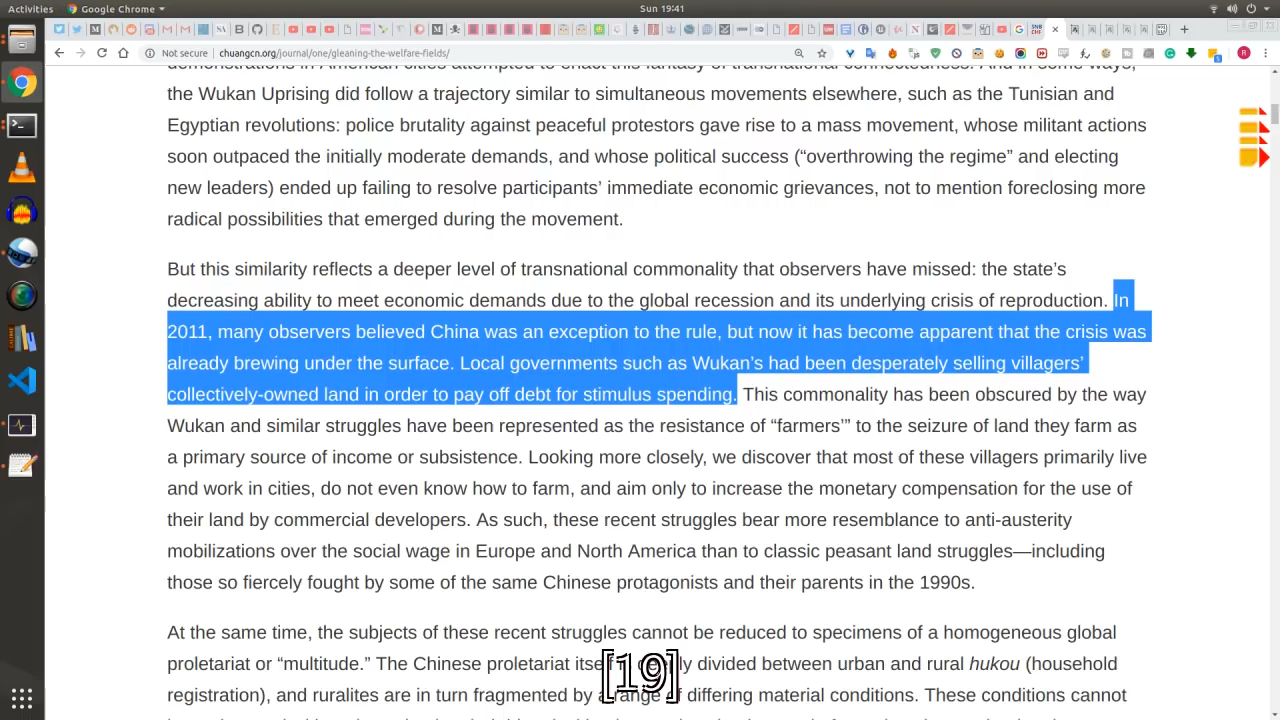 Activities Google Chrome Sun 19:41
Not secure chuangcn.org/journal/one/gleaning-the-welfare-fields/
the Wukan Uprising did follow a trajectory similar to simultaneous movements elsewhere, such as the Tunisian and
Egyptian revolutions: police brutality against peaceful protestors gave rise to a mass movement, whose militant actions
soon outpaced the initially moderate demands, and whose political success (“overthrowing the regime” and electing
new leaders) ended up failing to resolve participants’ immediate economic grievances, not to mention foreclosing more
radical possibilities that emerged during the movement.
But this similarity reflects a deeper level of transnational commonality that observers have missed: the state’s
decreasing ability to meet economic demands due to the global recession and its underlying crisis of reproduction. In
2011, many observers believed China was an exception to the rule, but now it has become apparent that the crisis was
already brewing under the surface. Local governments such as Wukan’s had been desperately selling villagers’
collectively-owned land in order to pay off debt for stimulus spending. This commonality has been obscured by the way
Wukan and similar struggles have been represented as the resistance of “farmers’” to the seizure of land they farm as
a primary source of income or subsistence. Looking more closely, we discover that most of these villagers primarily live
and work in cities, do not even know how to farm, and aim only to increase the monetary compensation for the use of
their land by commercial developers. As such, these recent struggles bear more resemblance to anti-austerity
mobilizations over the social wage in Europe and North America than to classic peasant land struggles—including
those so fiercely fought by some of the same Chinese protagonists and their parents in the 1990s.
At the same time, the subjects of these recent struggles cannot be reduced to specimens of a homogeneous global
proletariat or “multitude.” The Chinese proletariat itself divided between urban and rural hukou (household
[19]
registration), and ruralites are in turn fragmented by a range of differing material conditions. These conditions cannot